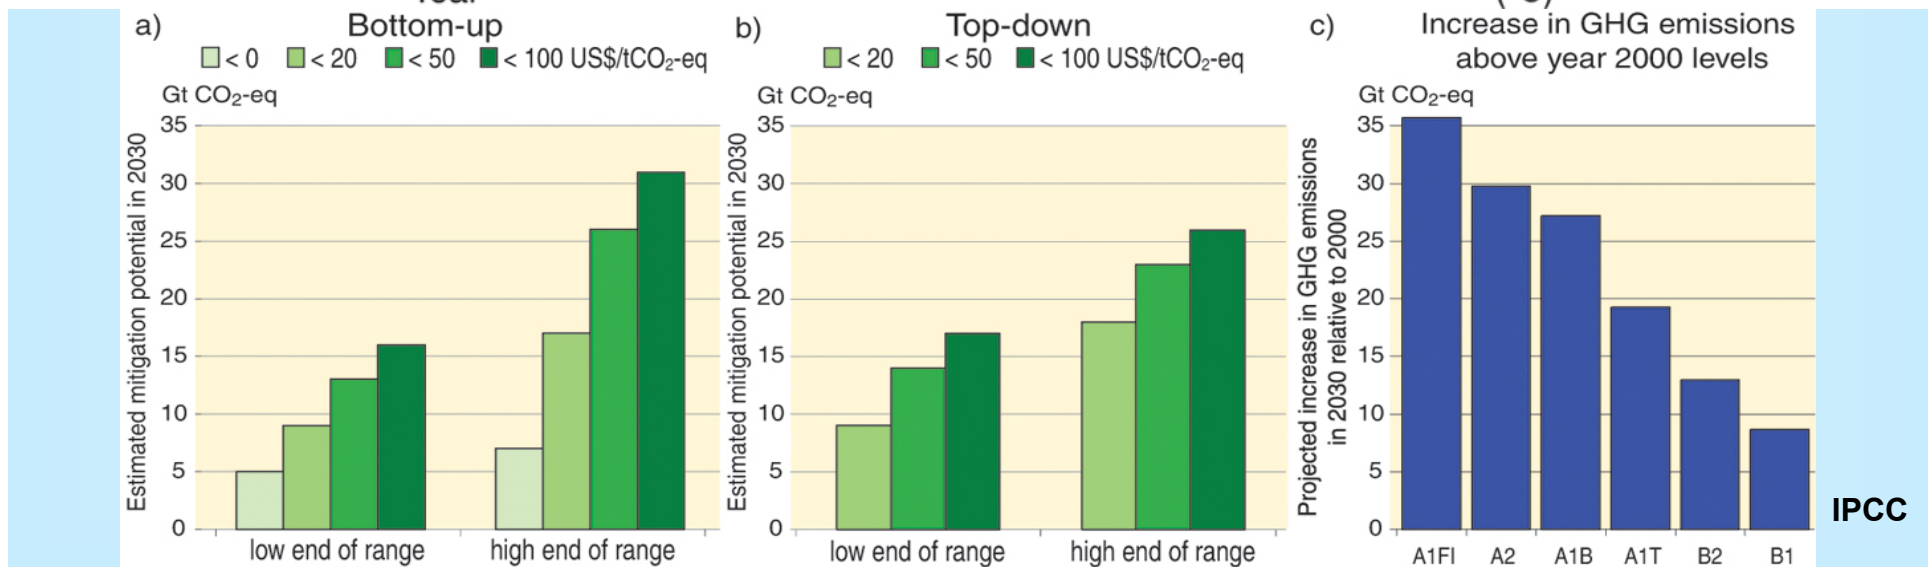 a)
Bottom-up
< 0 < 20 < 50 < 100 US$/tCO₂-eq
Gt CO₂-eq
Estimated mitigation potential in 2030
35
30
25
20
15
10
5
0
low end of range high end of range
b)
Top-down
< 20 < 50 < 100 US$/tCO₂-eq
Gt CO₂-eq
Estimated mitigation potential in 2030
35
30
25
20
15
10
5
0
low end of range high end of range
c)
Increase in GHG emissions
above year 2000 levels
Gt CO₂-eq
Projected increase in GHG emissions
in 2030 relative to 2000
35
30
25
20
15
10
5
0
A1FI A2 A1B A1T B2 B1
IPCC